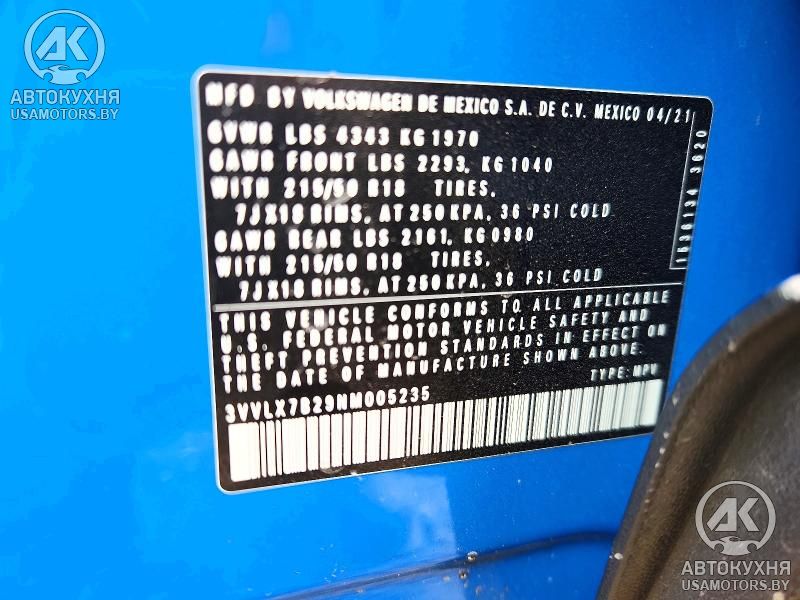 AK
АВТОКУХНЯ
USAMOTORS.BY
MFD BY VOLKSWAGEN DE MEXICO S.A. DE C.V. MEXICO 04/21
GVWR LBS 4343 KG 1970
GAWR FRONT LBS 2293, KG 1040
WITH 215/50 R18 TIRES,
7JX18 RIMS, AT 250 KPA, 36 PSI COLD
GAWR REAR LBS 2161, KG 0980
WITH 215/50 R18 TIRES,
7JX18 RIMS, AT 250 KPA, 36 PSI COLD
1536134 3620
THIS VEHICLE CONFORMS TO ALL APPLICABLE
U.S. FEDERAL MOTOR VEHICLE SAFETY AND
THEFT PREVENTION STANDARDS IN EFFECT ON
DATE OF MANUFACTURE SHOWN ABOVE.
TYPE: MPV
3VVLX7B29NM005235
AK
АВТОКУХНЯ
USAMOTORS.BY